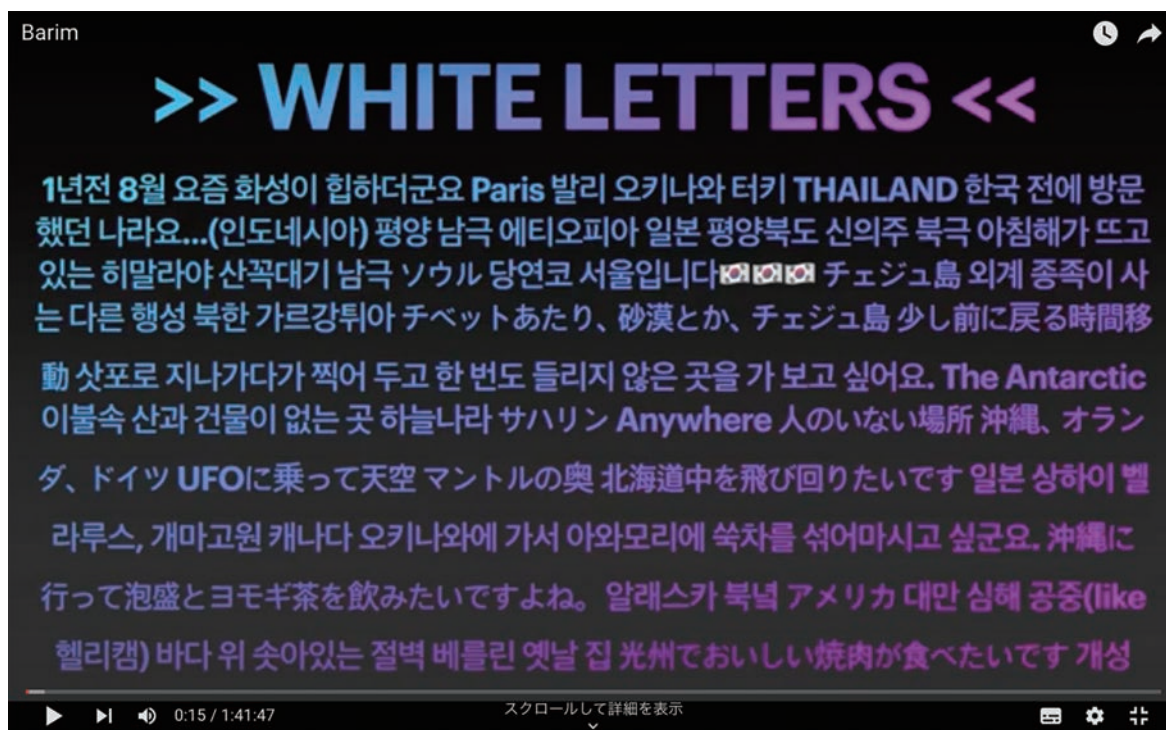 Barim
>> WHITE LETTERS <<
1년전 8월 요즘 화성이 힙하더군요 Paris 발리 오키나와 터키 THAILAND 한국 전에 방문
했던 나라요...(인도네시아) 평양 남극 에티오피아 일본 평양북도 신의주 북극 아침해가 뜨고
있는 히말라야 산꼭대기 남극 ソウル 당연코 서울입니다🇰🇷🇰🇷🇰🇷 チェジュ島 외계 종족이 사
는 다른 행성 북한 가르강튀아 チベットあたり、砂漠とか、チェジュ島 少し前に戻る時間移
動 삿포로 지나가다가 찍어 두고 한 번도 들리지 않은 곳을 가 보고 싶어요. The Antarctic
이불속 산과 건물이 없는 곳 하늘나라 サハリン Anywhere 人のいない場所 沖縄、オラン
ダ、ドイツ UFOに乗って天空 マントルの奥 北海道中を飛び回りたいです 일본 상하이 벨
라루스, 개마고원 캐나다 오키나와에 가서 아와모리에 쑥차를 섞어마시고 싶군요. 沖縄に
行って泡盛とヨモギ茶を飲みたいですよね。 알래스카 북녘 アメリカ 대만 심해 공중(like
헬리캠) 바다 위 솟아있는 절벽 베를린 옛날 집 光州でおいしい焼肉が食べたいです 개성
0:15 / 1:41:47
スクロールして詳細を表示